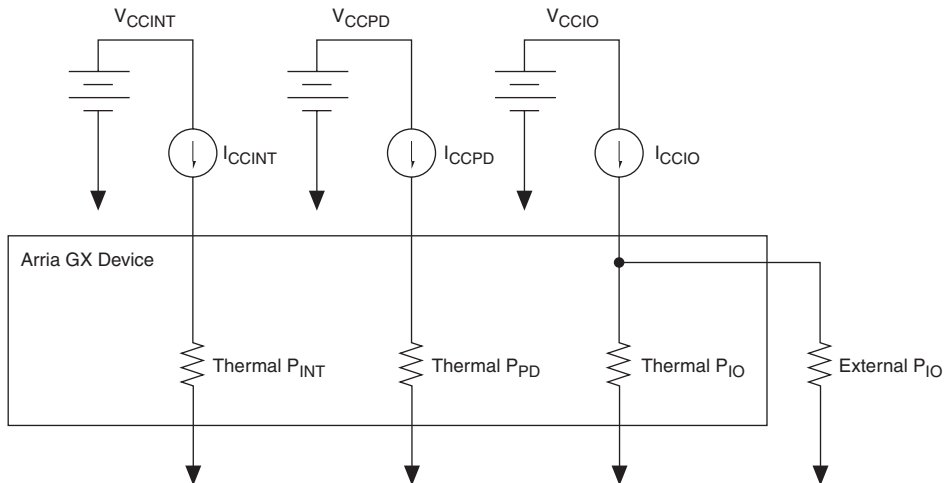 VCCINT
VCCPD
VCCIO
ICCINT
ICCPD
ICCIO
Arria GX Device
Thermal PINT
Thermal PPD
Thermal PIO
External PIO